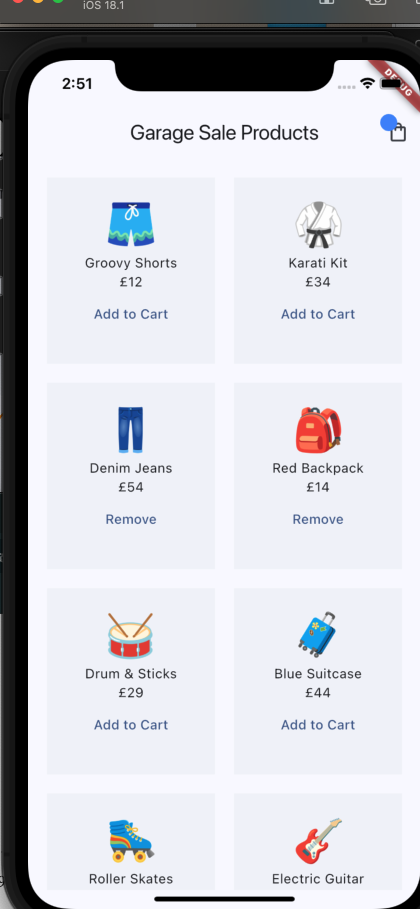 iOS 18.1
2:51
DEBUG
Garage Sale Products
Groovy Shorts
£12
Add to Cart
Karati Kit
£34
Add to Cart
Denim Jeans
£54
Remove
Red Backpack
£14
Remove
Drum & Sticks
£29
Add to Cart
Blue Suitcase
£44
Add to Cart
Roller Skates
Electric Guitar